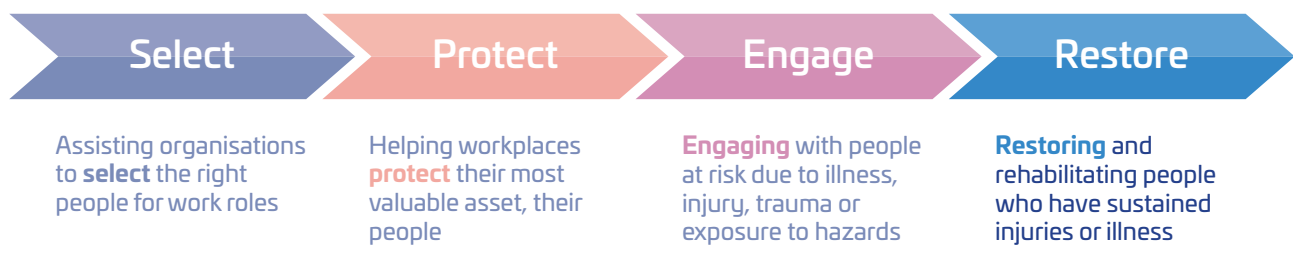 Select
Protect
Engage
Restore
Assisting organisations
to select the right
people for work roles
Helping workplaces
protect their most
valuable asset, their
people
Engaging with people
at risk due to illness,
injury, trauma or
exposure to hazards
Restoring and
rehabilitating people
who have sustained
injuries or illness